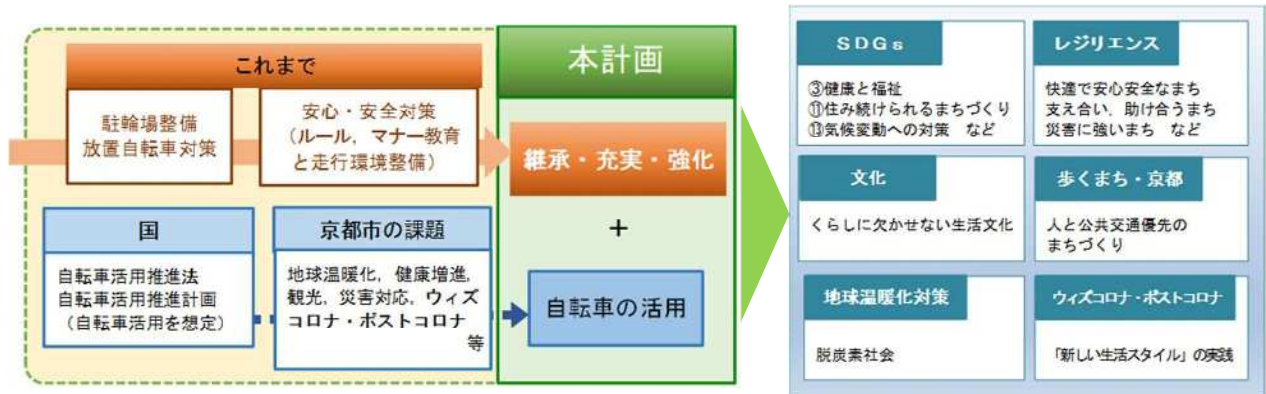 これまで
駐輪場整備
放置自転車対策
安心・安全対策
(ルール，マナー教育
と走行環境整備)
国
自転車活用推進法
自転車活用推進計画
(自転車活用を想定)
京都市の課題
地球温暖化，健康増進，
観光，災害対応，ウィズ
コロナ・ポストコロナ
等
本計画
継承・充実・強化
+
自転車の活用
SDGs
③健康と福祉
⑪住み続けられるまちづくり
⑬気候変動への対策 など
レジリエンス
快適で安心安全なまち
支え合い，助け合うまち
災害に強いまち など
文化
くらしに欠かせない生活文化
歩くまち・京都
人と公共交通優先の
まちづくり
地球温暖化対策
脱炭素社会
ウィズコロナ・ポストコロナ
「新しい生活スタイル」の実践